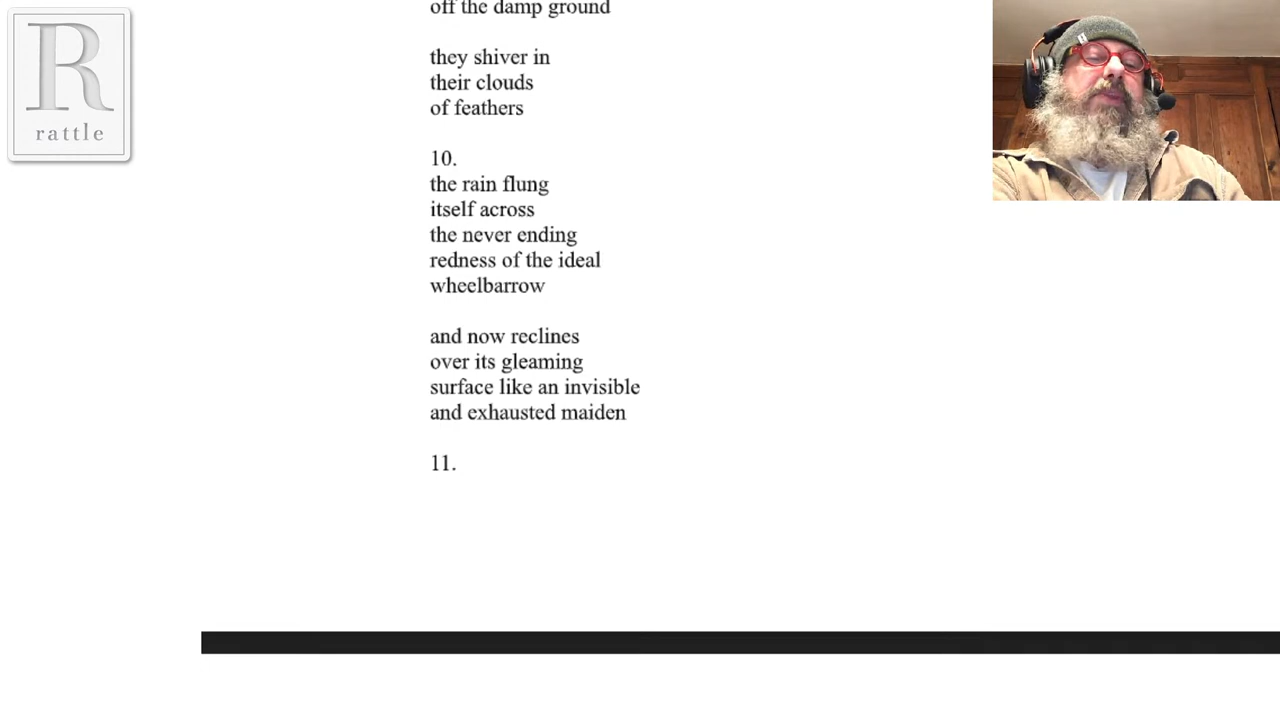 R
rattle
off the damp ground
they shiver in
their clouds
of feathers
10.
the rain flung
itself across
the never ending
redness of the ideal
wheelbarrow
and now reclines
over its gleaming
surface like an invisible
and exhausted maiden
11.